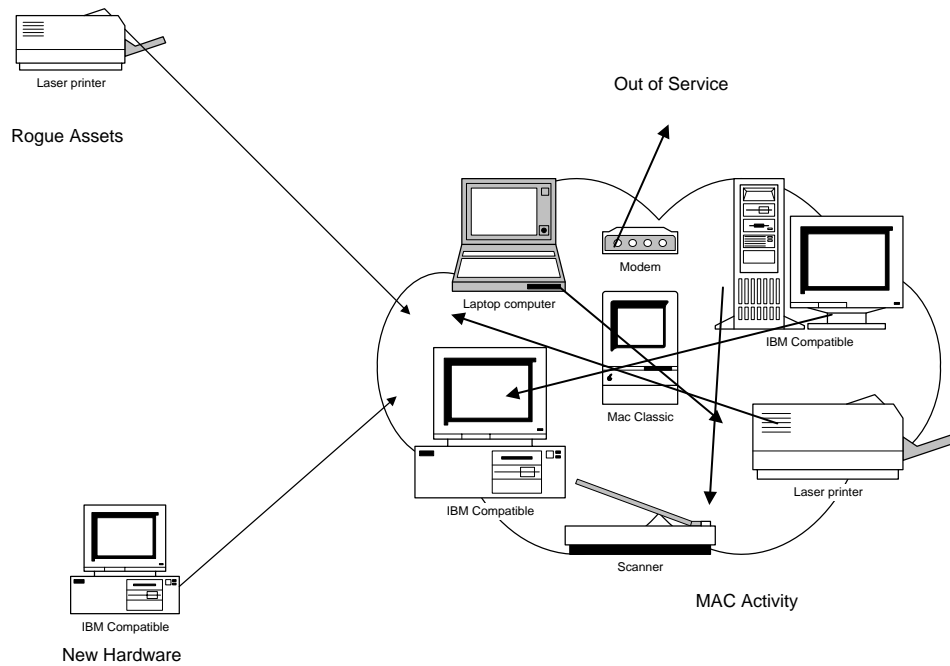 Laser printer
Rogue Assets
Out of Service
Modem
Laptop computer
IBM Compatible
Mac Classic
Laser printer
IBM Compatible
Scanner
MAC Activity
IBM Compatible
New Hardware